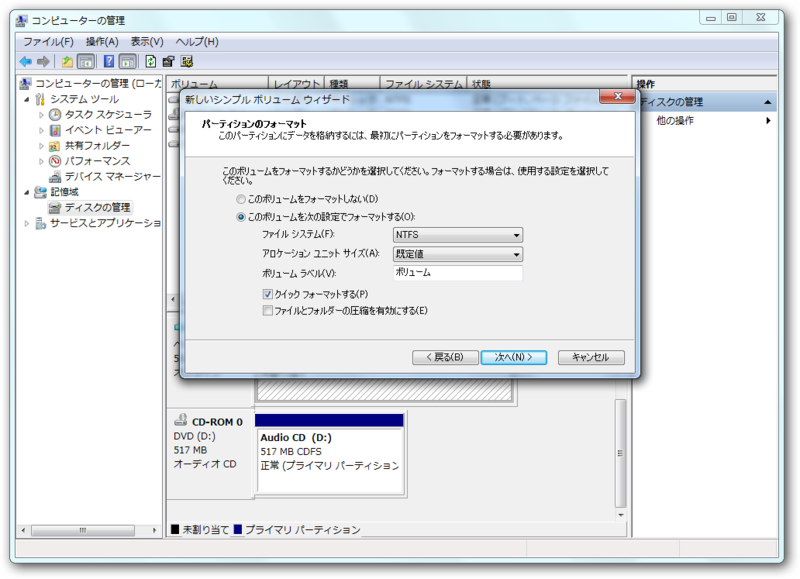 コンピューターの管理
ファイル(F) 操作(A) 表示(V) ヘルプ(H)
コンピューターの管理 (ローカ
システム ツール
タスク スケジューラ
イベント ビューアー
共有フォルダー
パフォーマンス
デバイス マネージャー
記憶域
ディスクの管理
サービスとアプリケーショ
ボリューム レイアウト 種類 ファイル システム 状態
操作
ディスクの管理
他の操作
新しいシンプル ボリューム ウィザード
パーティションのフォーマット
このパーティションにデータを格納するには、最初にパーティションをフォーマットする必要があります。
このボリュームをフォーマットするかどうかを選択してください。フォーマットする場合は、使用する設定を選択して
ください。
このボリュームをフォーマットしない(D)
このボリュームを次の設定でフォーマットする(O):
ファイル システム(F): NTFS
アロケーション ユニット サイズ(A): 既定値
ボリューム ラベル(V): ボリューム
クイック フォーマットする(P)
ファイルとフォルダーの圧縮を有効にする(E)
< 戻る(B) 次へ(N) > キャンセル
CD-ROM 0
DVD (D:)
517 MB
オーディオ CD
Audio CD (D:)
517 MB CDFS
正常 (プライマリ パーティション
未割り当て プライマリ パーティション